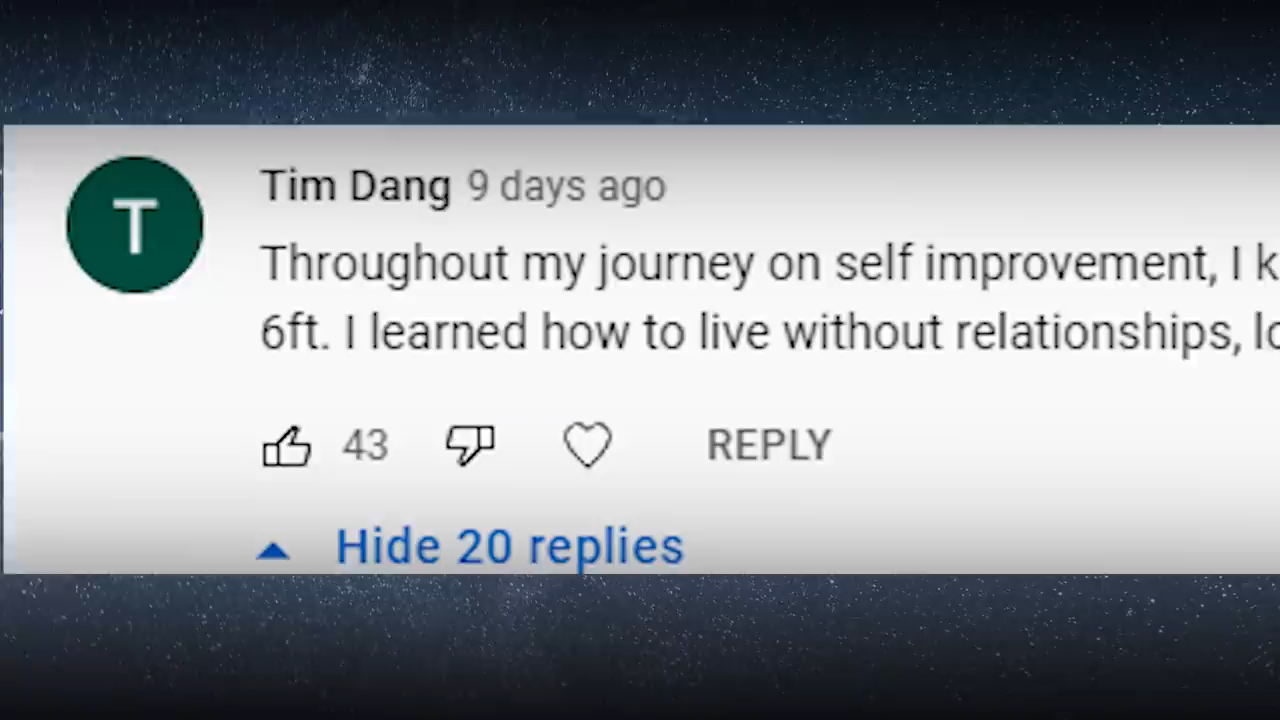 T
Tim Dang 9 days ago
Throughout my journey on self improvement, I k
6ft. I learned how to live without relationships, lo
43 REPLY
Hide 20 replies